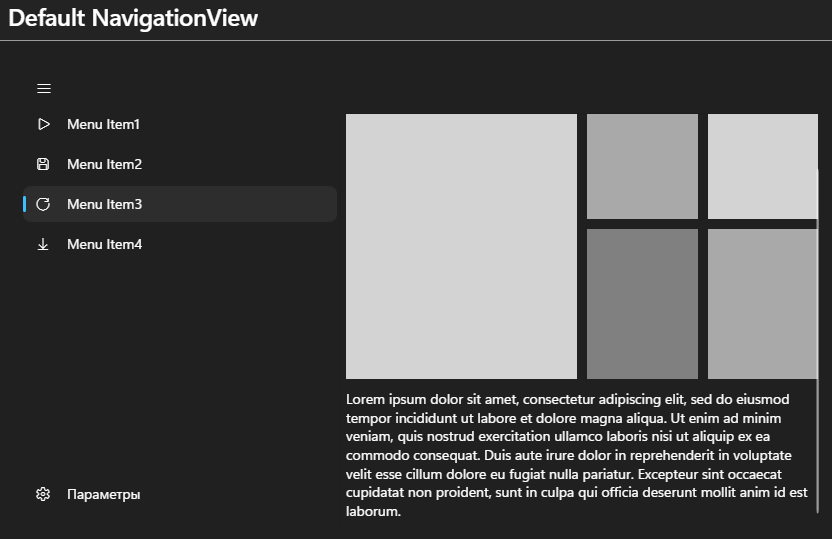 Default NavigationView
Menu Item1
Menu Item2
Menu Item3
Menu Item4
Параметры
Lorem ipsum dolor sit amet, consectetur adipiscing elit, sed do eiusmod
tempor incididunt ut labore et dolore magna aliqua. Ut enim ad minim
veniam, quis nostrud exercitation ullamco laboris nisi ut aliquip ex ea
commodo consequat. Duis aute irure dolor in reprehenderit in voluptate
velit esse cillum dolore eu fugiat nulla pariatur. Excepteur sint occaecat
cupidatat non proident, sunt in culpa qui officia deserunt mollit anim id est
laborum.